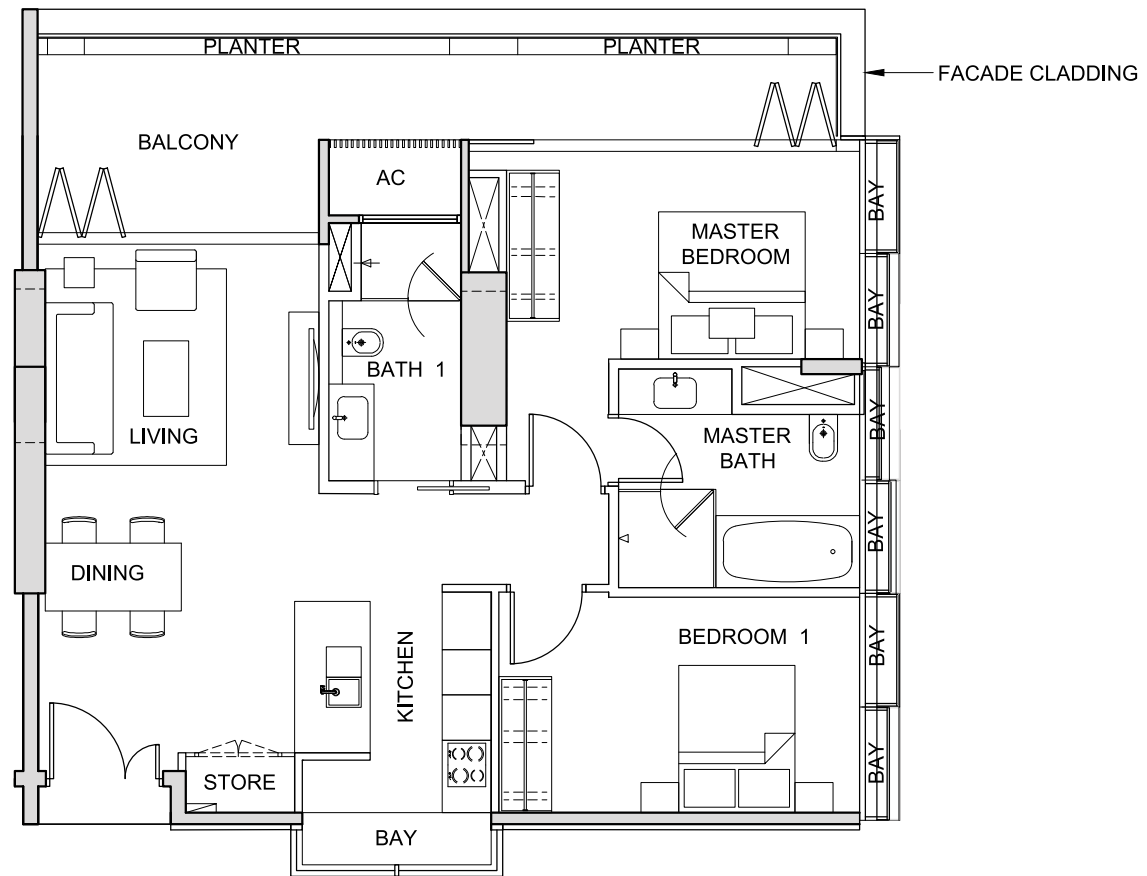 PLANTER
PLANTER
FACADE CLADDING
BALCONY
AC
BAY
MASTER
BEDROOM
BAY
BATH 1
LIVING
MASTER
BATH
BAY
BAY
DINING
BEDROOM 1
BAY
KITCHEN
BAY
STORE
BAY